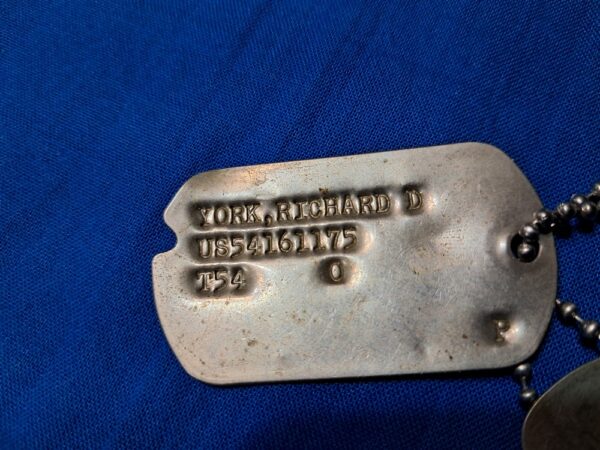 YORK,RICHARD D
US54161175
T54 O
P